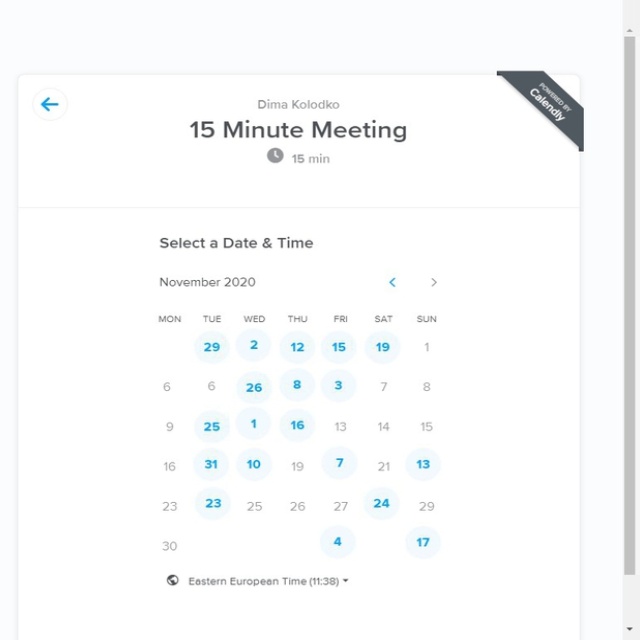 POWERED BY
Calendly
Dima Kolodko
15 Minute Meeting
15 min
Select a Date & Time
November 2020
MON TUE WED THU FRI SAT SUN
29 2 12 15 19 1
6 6 26 8 3 7 8
9 25 1 16 13 14 15
16 31 10 19 7 21 13
23 23 25 26 27 24 29
30 4 17
Eastern European Time (11:38)